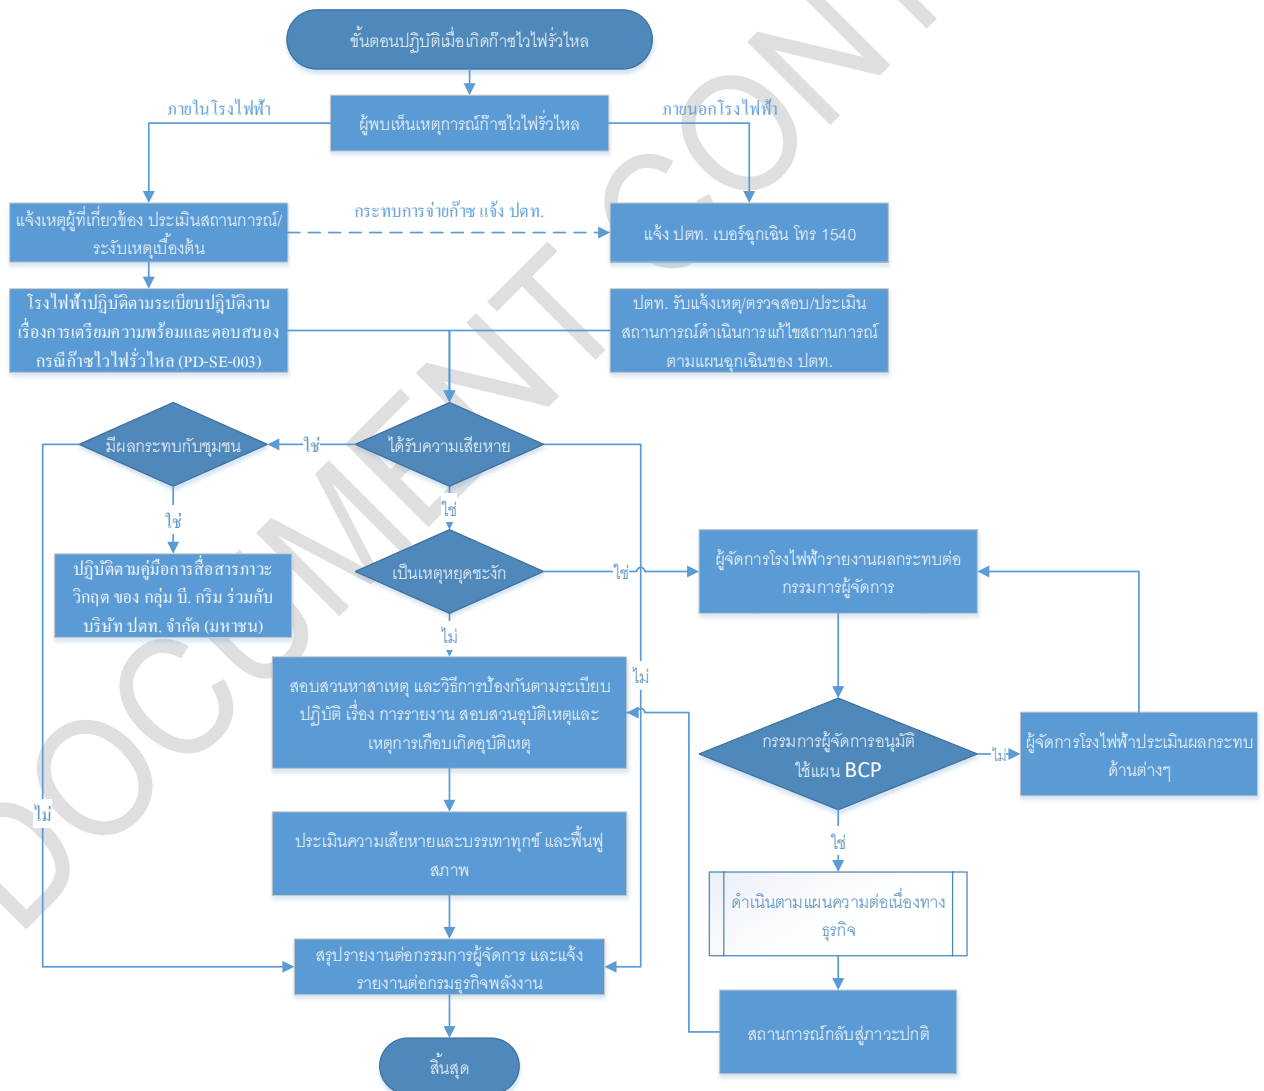 ขั้นตอนปฏิบัติเมื่อเกิดก๊าซไวไฟรั่วไหล
ภายในโรงไฟฟ้า
ภายนอกโรงไฟฟ้า
ผู้พบเห็นเหตุการณ์ก๊าซไวไฟรั่วไหล
แจ้งเหตุผู้ที่เกี่ยวข้อง ประเมินสถานการณ์/
ระงับเหตุเบื้องต้น
กระทบการจ่ายก๊าซ แจ้ง ปตท.
แจ้ง ปตท. เบอร์ฉุกเฉิน โทร 1540
โรงไฟฟ้าปฏิบัติตามระเบียบปฏิบัติงาน
เรื่องการเตรียมความพร้อมและตอบสนอง
กรณีก๊าซไวไฟรั่วไหล (PD-SE-003)
ปตท. รับแจ้งเหตุ/ตรวจสอบ/ประเมิน
สถานการณ์ดำเนินการแก้ไขสถานการณ์
ตามแผนฉุกเฉินของ ปตท.
มีผลกระทบกับชุมชน
ใช่
ได้รับความเสียหาย
ใช่
ใช่
ปฏิบัติตามคู่มือการสื่อสารภาวะ
วิกฤต ของ กลุ่ม บี. กริม ร่วมกับ
บริษัท ปตท. จำกัด (มหาชน)
เป็นเหตุหยุดชะงัก
ใช่
ผู้จัดการโรงไฟฟ้ารายงานผลกระทบต่อ
กรรมการผู้จัดการ
ไม่
ไม่
สอบสวนหาสาเหตุ และวิธีการป้องกันตามระเบียบ
ปฏิบัติ เรื่อง การรายงาน สอบสวนอุบัติเหตุและ
เหตุการเกือบเกิดอุบัติเหตุ
กรรมการผู้จัดการอนุมัติ
ใช้แผน BCP
ไม่
ผู้จัดการโรงไฟฟ้าประเมินผลกระทบ
ด้านต่างๆ
ไม่
ใช่
ประเมินความเสียหายและบรรเทาทุกข์ และฟื้นฟู
สภาพ
ดำเนินตามแผนความต่อเนื่องทาง
ธุรกิจ
สรุปรายงานต่อกรรมการผู้จัดการ และแจ้ง
รายงานต่อกรมธุรกิจพลังงาน
สถานการณ์กลับสู่ภาวะปกติ
สิ้นสุด
DOCUMENT CONT